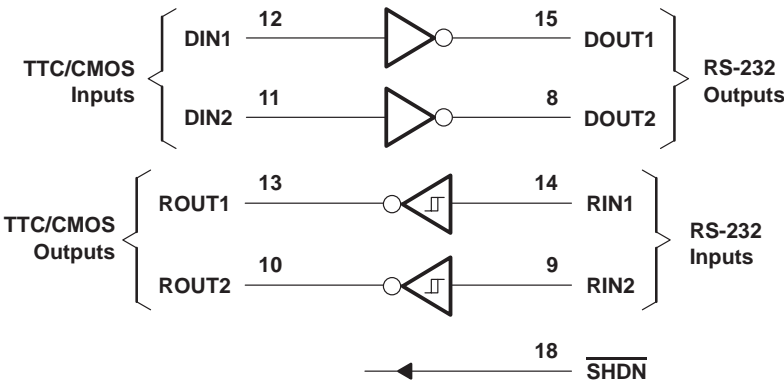 12 15
DIN1 DOUT1
TTC/CMOS
Inputs
RS-232
Outputs
11 8
DIN2 DOUT2
13 14
ROUT1 RIN1
TTC/CMOS
Outputs
RS-232
Inputs
10 9
ROUT2 RIN2
18
SHDN